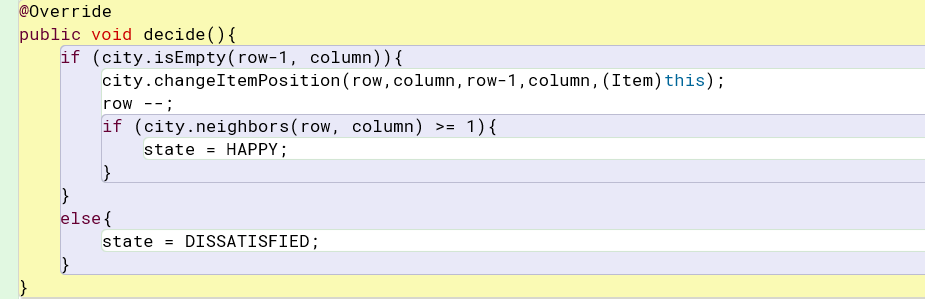 @Override
public void decide(){
if (city.isEmpty(row-1, column)){
city.changeItemPosition(row,column,row-1,column,(Item)this);
row --;
if (city.neighbors(row, column) >= 1){
state = HAPPY;
}
}
else{
state = DISSATISFIED;
}
}